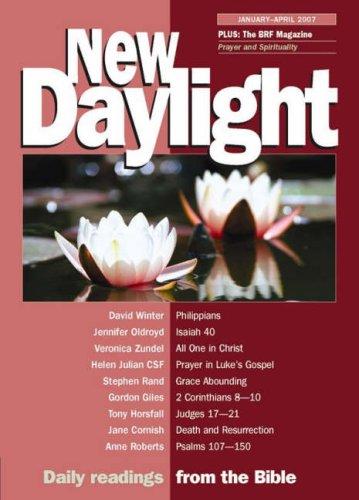 JANUARY–APRIL 2007
PLUS: The BRF Magazine
Prayer and Spirituality
New
Daylight
David Winter Philippians
Jennifer Oldroyd Isaiah 40
Veronica Zundel All One in Christ
Helen Julian CSF Prayer in Luke's Gospel
Stephen Rand Grace Abounding
Gordon Giles 2 Corinthians 8—10
Tony Horsfall Judges 17—21
Jane Cornish Death and Resurrection
Anne Roberts Psalms 107—150
Daily readings from the Bible